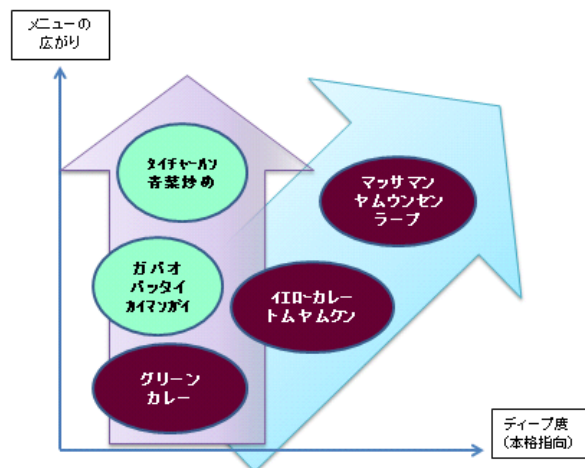 メニューの
広がり
タイチャーハン
青菜炒め
マッサマン
ヤムウンセン
ラープ
ガパオ
パッタイ
カイマンガイ
イエローカレー
トムヤムクン
グリーン
カレー
ディープ度
（本格指向）